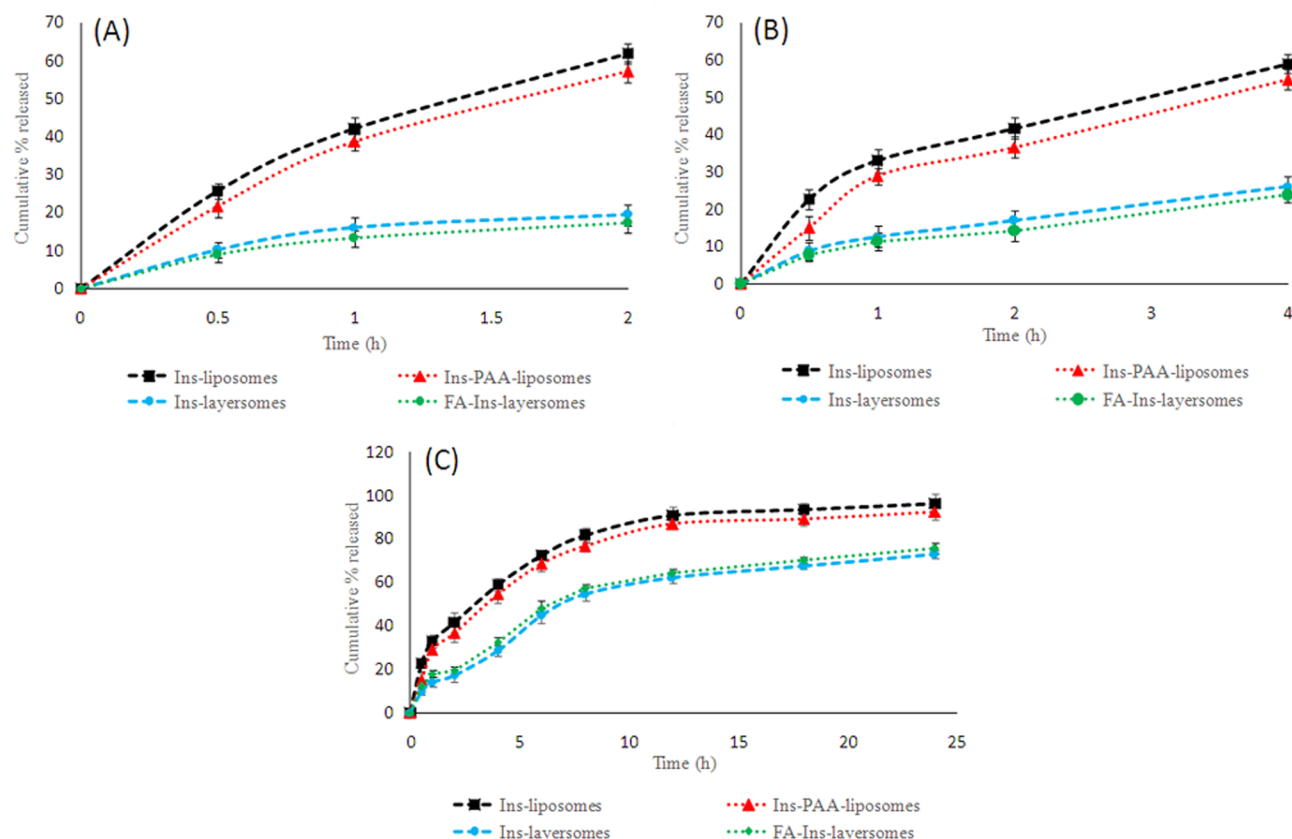 (A)
Cumulative % released
70
60
50
40
30
20
10
0
0 0.5 1 1.5 2
Time (h)
Ins-liposomes Ins-PAA-liposomes
Ins-layersomes FA-Ins-layersomes
(B)
Cumulative % released
70
60
50
40
30
20
10
0
0 1 2 3 4
Time (h)
Ins-liposomes Ins-PAA-liposomes
Ins-layersomes FA-Ins-layersomes
(C)
Cumulative % released
120
100
80
60
40
20
0
0 5 10 15 20 25
Time (h)
Ins-liposomes Ins-PAA-liposomes
Ins-layersomes FA-Ins-layersomes